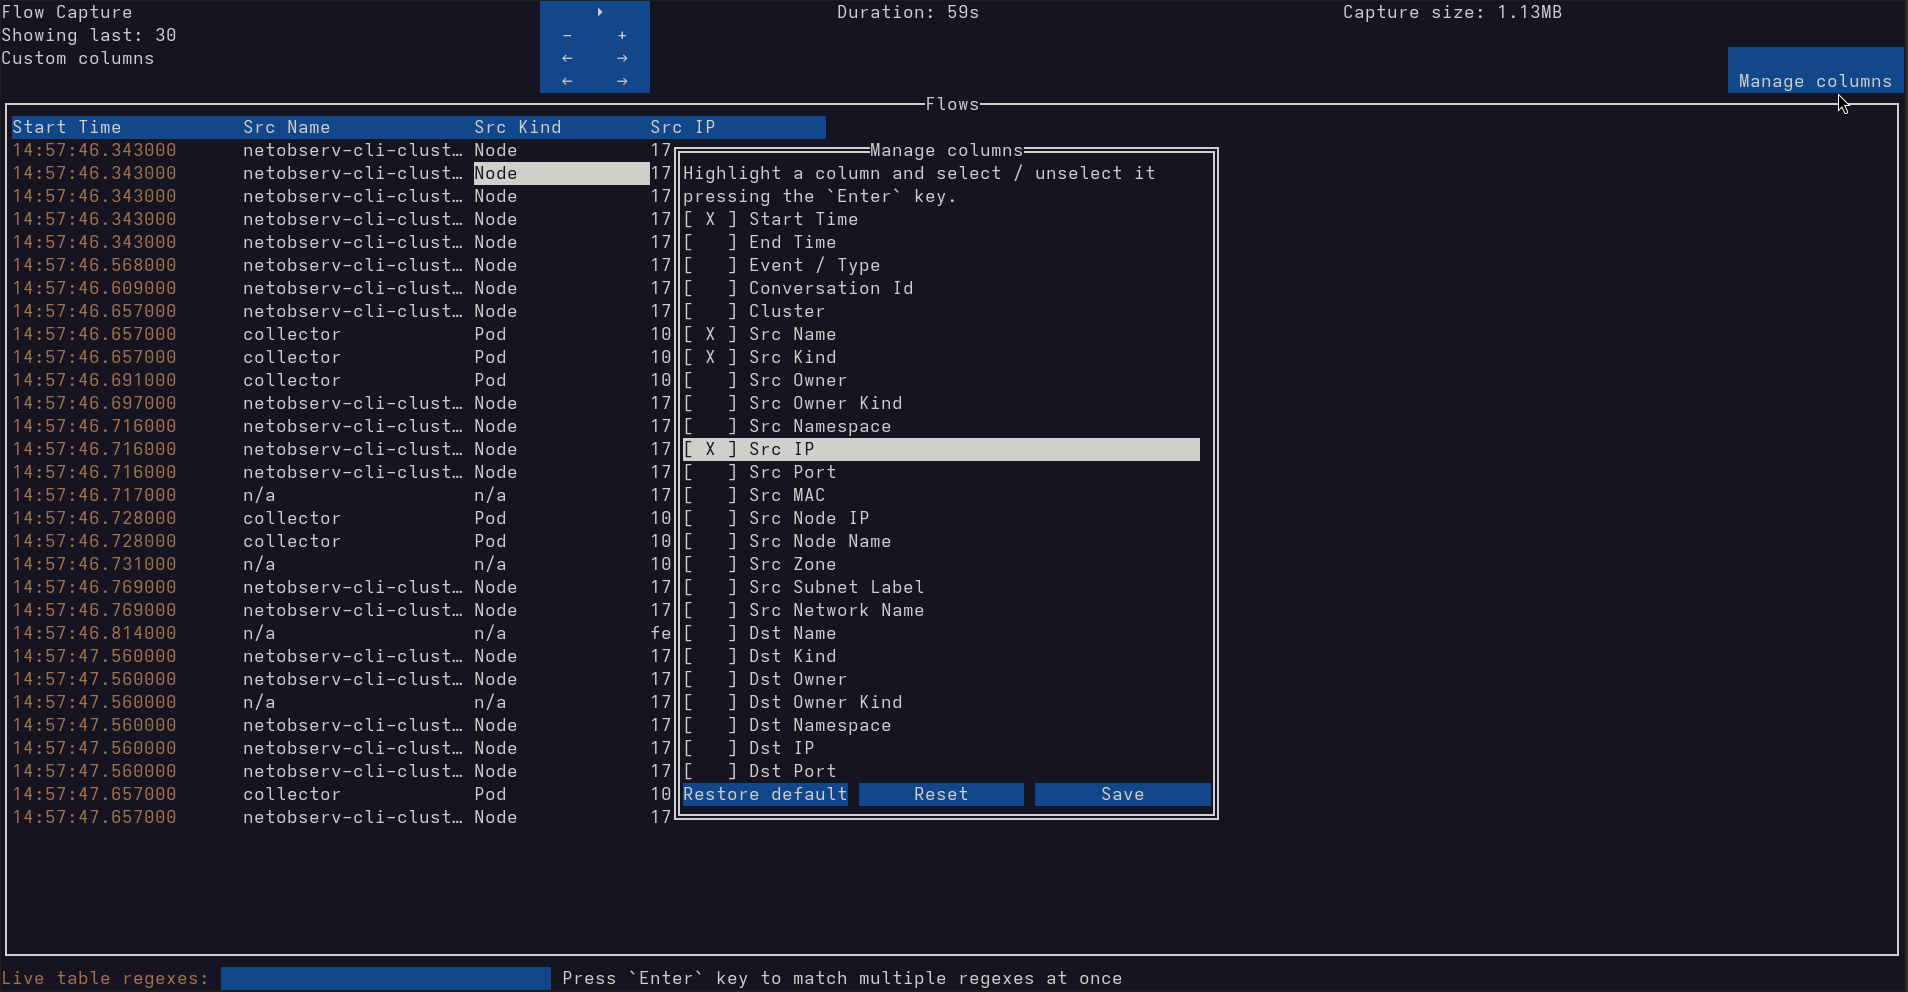 Flow Capture
Duration: 59s
Capture size: 1.13MB
Showing last: 30
- +
Custom columns
← →
← →
Manage columns
Flows
Start Time Src Name Src Kind Src IP
14:57:46.343000 netobserv-cli-clust… Node 17
14:57:46.343000 netobserv-cli-clust… Node 17
14:57:46.343000 netobserv-cli-clust… Node 17
14:57:46.343000 netobserv-cli-clust… Node 17
14:57:46.343000 netobserv-cli-clust… Node 17
14:57:46.568000 netobserv-cli-clust… Node 17
14:57:46.609000 netobserv-cli-clust… Node 17
14:57:46.657000 netobserv-cli-clust… Node 17
14:57:46.657000 collector Pod 10
14:57:46.657000 collector Pod 10
14:57:46.691000 collector Pod 10
14:57:46.697000 netobserv-cli-clust… Node 17
14:57:46.716000 netobserv-cli-clust… Node 17
14:57:46.716000 netobserv-cli-clust… Node 17
14:57:46.716000 netobserv-cli-clust… Node 17
14:57:46.717000 n/a n/a 17
14:57:46.728000 collector Pod 10
14:57:46.728000 collector Pod 10
14:57:46.731000 n/a n/a 10
14:57:46.769000 netobserv-cli-clust… Node 17
14:57:46.769000 netobserv-cli-clust… Node 17
14:57:46.814000 n/a n/a fe
14:57:47.560000 netobserv-cli-clust… Node 17
14:57:47.560000 netobserv-cli-clust… Node 17
14:57:47.560000 n/a n/a 17
14:57:47.560000 netobserv-cli-clust… Node 17
14:57:47.560000 netobserv-cli-clust… Node 17
14:57:47.560000 netobserv-cli-clust… Node 17
14:57:47.657000 collector Pod 10
14:57:47.657000 netobserv-cli-clust… Node 17
Manage columns
Highlight a column and select / unselect it
pressing the `Enter` key.
[ X ] Start Time
[   ] End Time
[   ] Event / Type
[   ] Conversation Id
[   ] Cluster
[ X ] Src Name
[ X ] Src Kind
[   ] Src Owner
[   ] Src Owner Kind
[   ] Src Namespace
[ X ] Src IP
[   ] Src Port
[   ] Src MAC
[   ] Src Node IP
[   ] Src Node Name
[   ] Src Zone
[   ] Src Subnet Label
[   ] Src Network Name
[   ] Dst Name
[   ] Dst Kind
[   ] Dst Owner
[   ] Dst Owner Kind
[   ] Dst Namespace
[   ] Dst IP
[   ] Dst Port
Restore default Reset Save
Live table regexes: Press `Enter` key to match multiple regexes at once